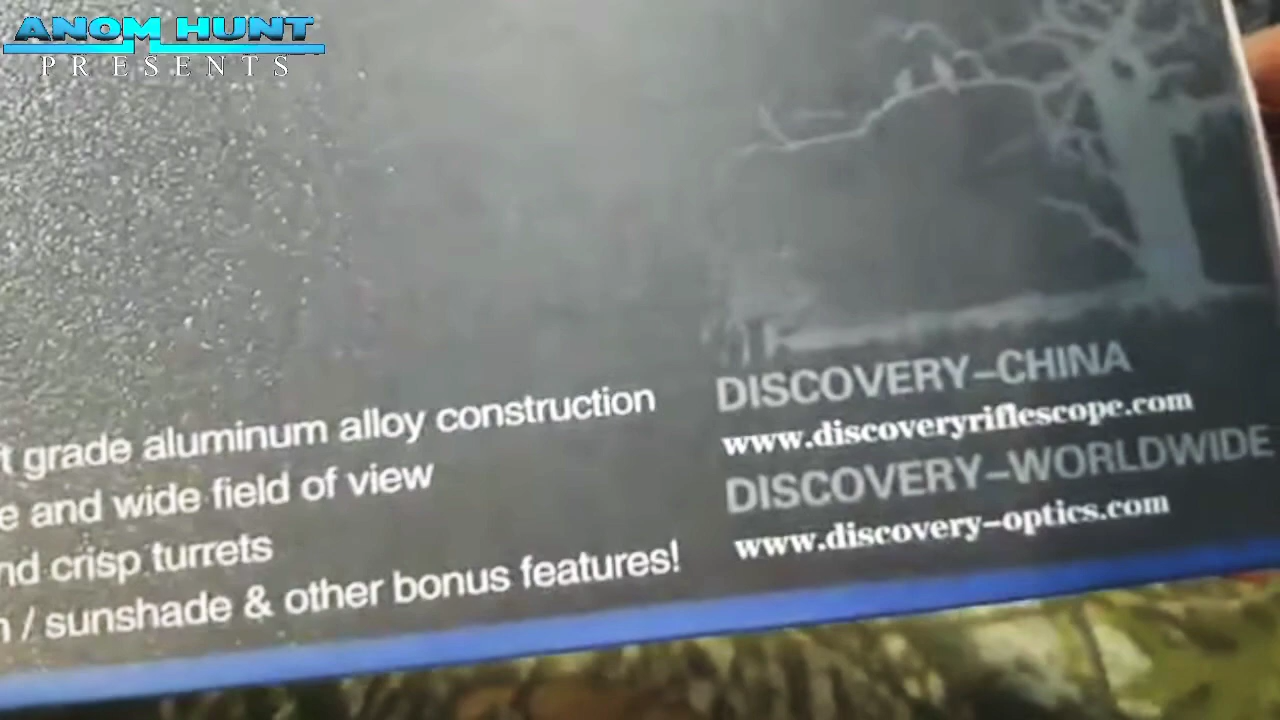 ANOM HUNT
PRESENTS
t grade aluminum alloy construction
e and wide field of view
nd crisp turrets
/ sunshade & other bonus features!
DISCOVERY-CHINA
www.discoveryriflescope.com
DISCOVERY-WORLDWIDE
www.discovery-optics.com